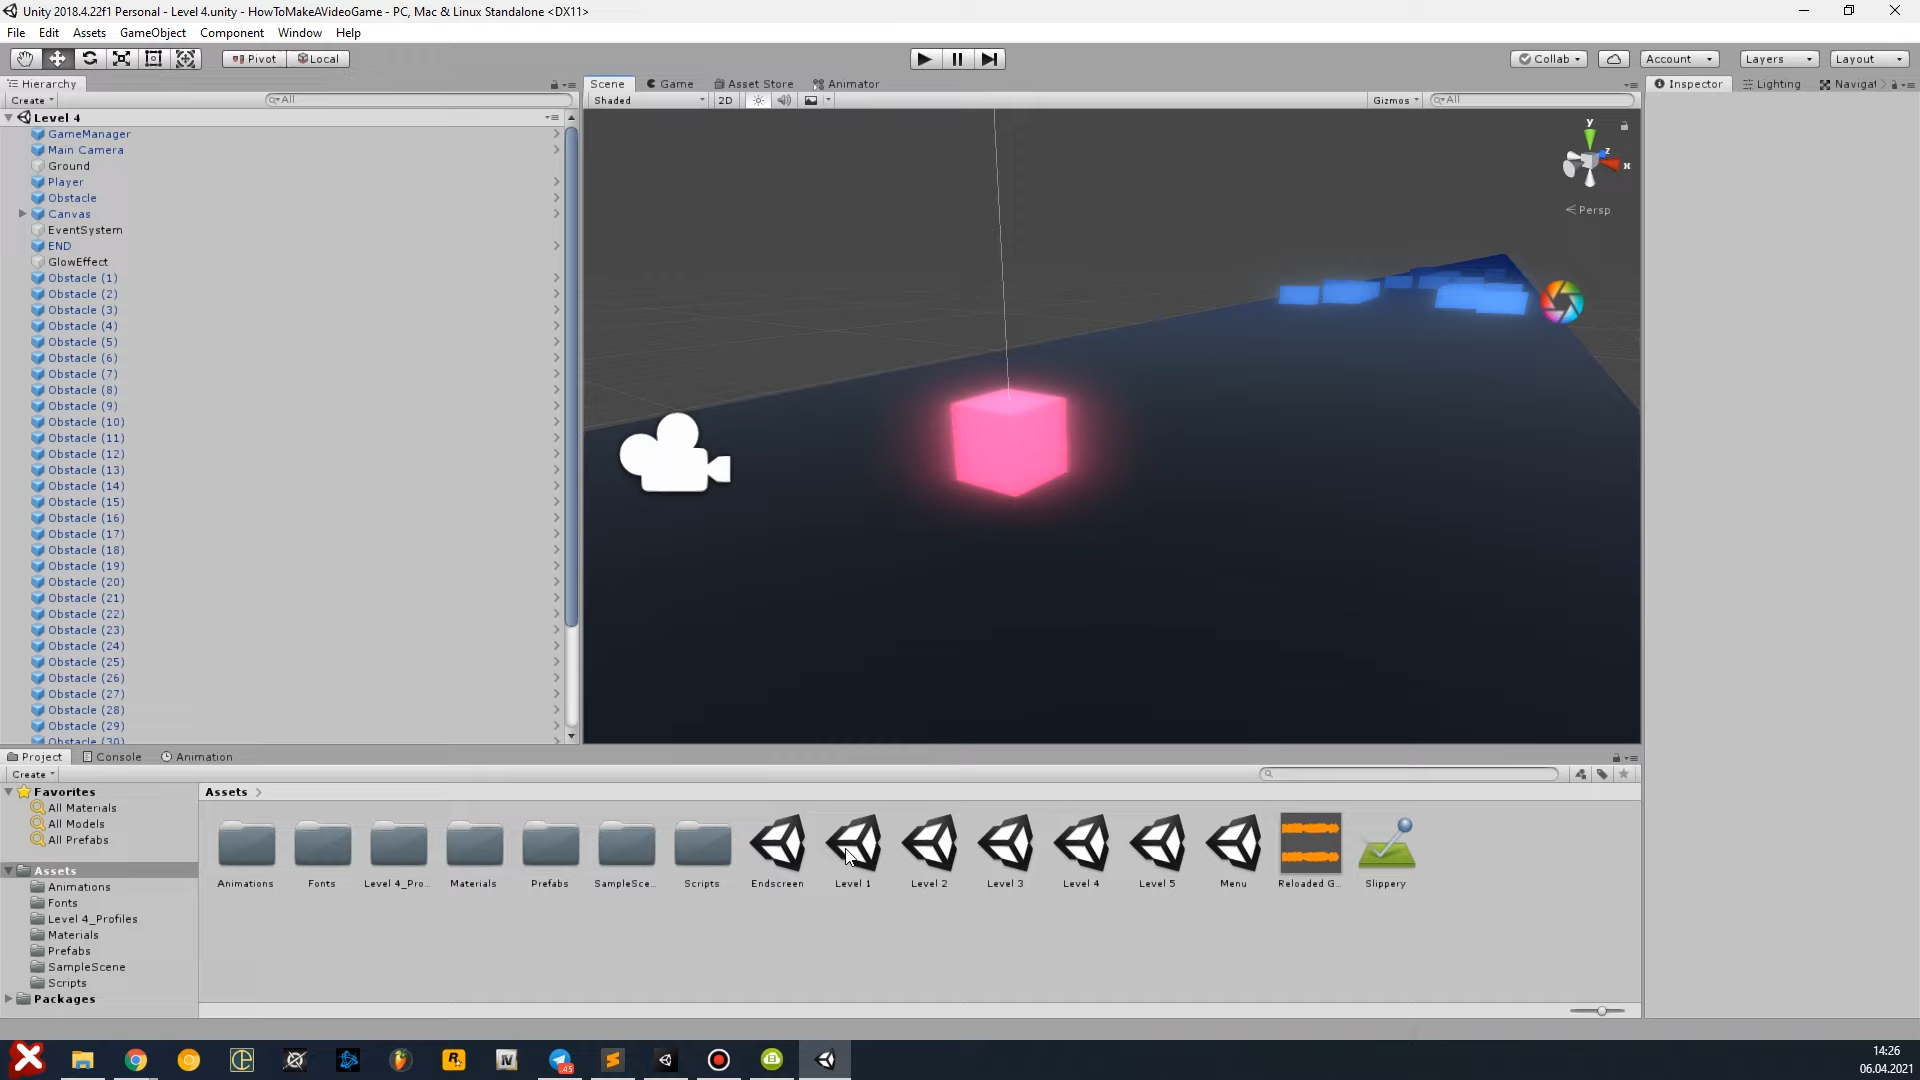 Unity 2018.4.22f1 Personal - Level 4.unity - HowToMakeAVideoGame - PC, Mac & Linux Standalone <DX11>
File Edit Assets GameObject Component Window Help
Pivot Local Collab Account Layers Layout
Hierarchy
Create All
Level 4
GameManager
Main Camera
Ground
Player
Obstacle
Canvas
EventSystem
END
GlowEffect
Obstacle (1)
Obstacle (2)
Obstacle (3)
Obstacle (4)
Obstacle (5)
Obstacle (6)
Obstacle (7)
Obstacle (8)
Obstacle (9)
Obstacle (10)
Obstacle (11)
Obstacle (12)
Obstacle (13)
Obstacle (14)
Obstacle (15)
Obstacle (16)
Obstacle (17)
Obstacle (18)
Obstacle (19)
Obstacle (20)
Obstacle (21)
Obstacle (22)
Obstacle (23)
Obstacle (24)
Obstacle (25)
Obstacle (26)
Obstacle (27)
Obstacle (28)
Obstacle (29)
Obstacle (30)
Scene Game Asset Store Animator
Shaded 2D Gizmos All
y
z
x
Persp
Inspector Lighting Navigat
Project Console Animation
Create
Favorites
All Materials
All Models
All Prefabs
Assets
Animations
Fonts
Level 4_Profiles
Materials
Prefabs
SampleScene
Scripts
Packages
Assets
Animations Fonts Level 4_Pro... Materials Prefabs SampleSce... Scripts Endscreen Level 1 Level 2 Level 3 Level 4 Level 5 Menu Reloaded G... Slippery
R
IV
45
14:26
06.04.2021